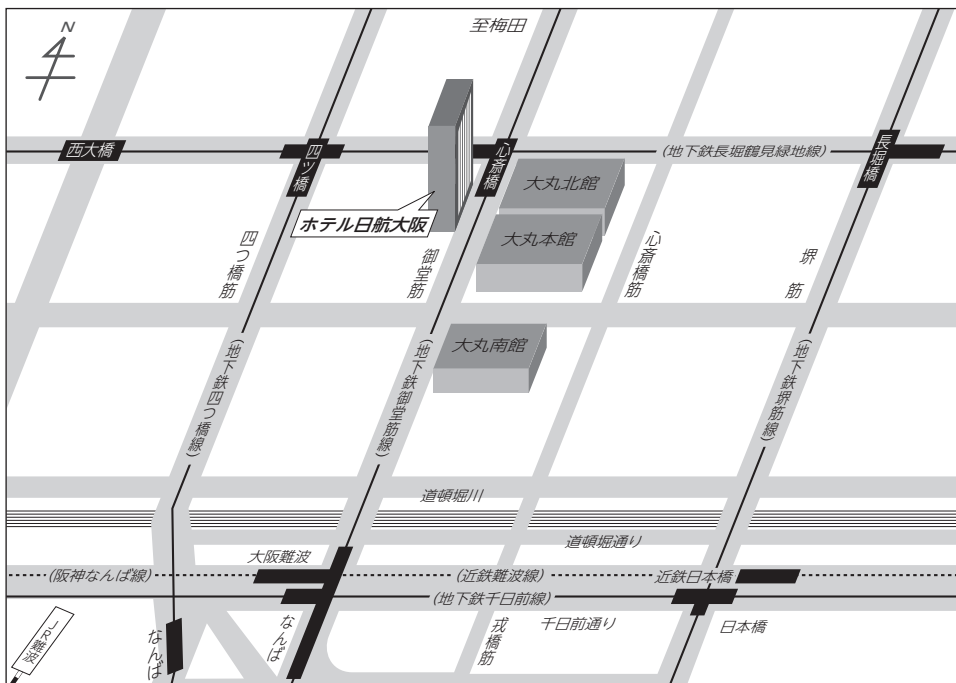 N
至梅田
西大橋
四ツ橋
心斎橋
(地下鉄長堀鶴見緑地線)
長堀橋
大丸北館
ホテル日航大阪
大丸本館
四つ橋筋
御堂筋
心斎橋筋
堺筋
大丸南館
(地下鉄四つ橋線)
(地下鉄御堂筋線)
(地下鉄堺筋線)
道頓堀川
道頓堀通り
大阪難波
(阪神なんば線)
(近鉄難波線)
近鉄日本橋
(地下鉄千日前線)
JR難波
なんば
なんば
戎橋筋
千日前通り
日本橋